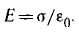 E = σ/ε₀.